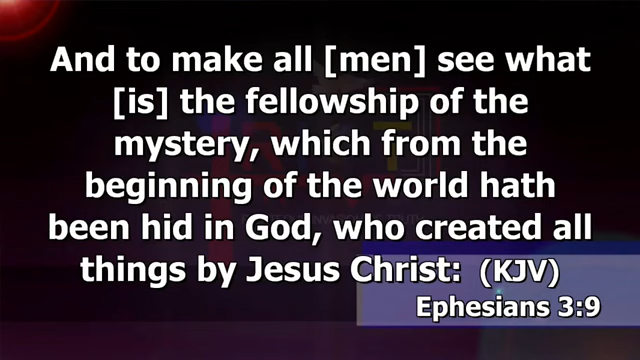 And to make all [men] see what
[is] the fellowship of the
mystery, which from the
beginning of the world hath
been hid in God, who created all
things by Jesus Christ: (KJV)
Ephesians 3:9